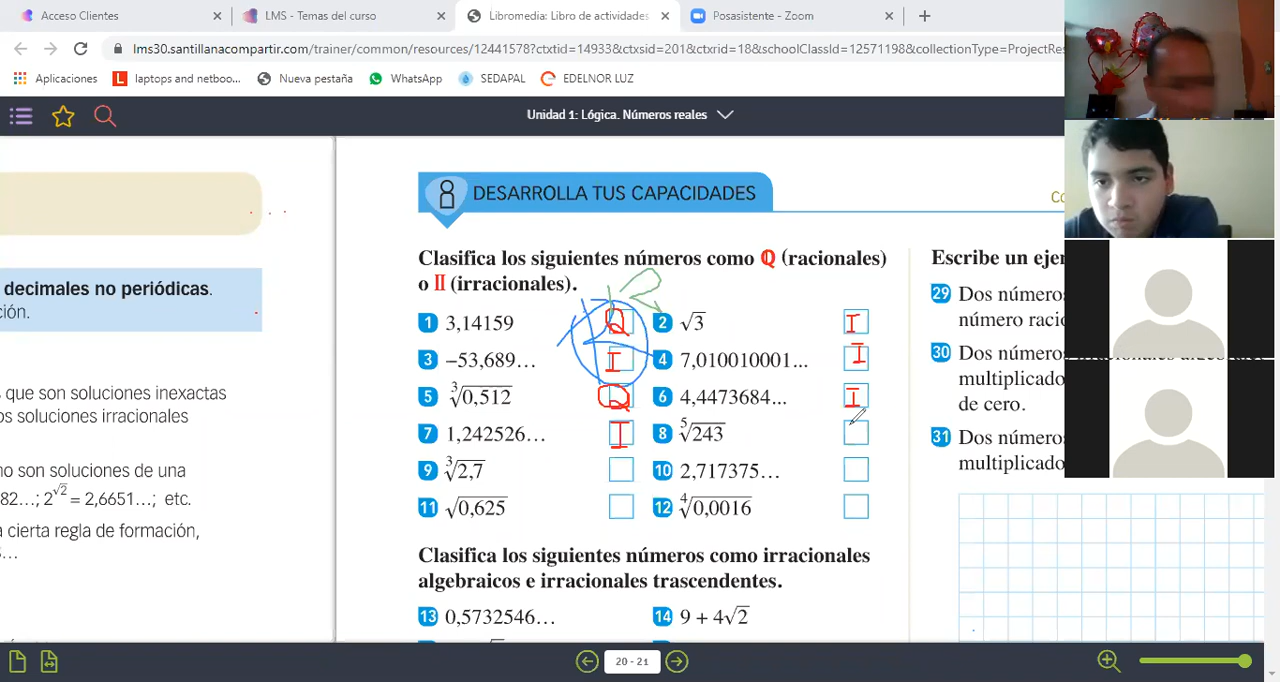 Acceso Clientes
LMS - Temas del curso
Libromedia: Libro de actividades
Posasistente - Zoom
lms30.santillanacompartir.com/trainer/common/resources/12441578?ctxtid=14933&ctxsid=201&ctxrid=18&schoolClassId=12571198&collectionType=ProjectRes
Aplicaciones
laptops and netboo...
Nueva pestaña
WhatsApp
SEDAPAL
EDELNOR LUZ
Unidad 1: Lógica. Números reales
DESARROLLA TUS CAPACIDADES
decimales no periódicas.
ción.
que son soluciones inexactas
os soluciones irracionales
no son soluciones de una
82...; 2^√2 = 2,6651...; etc.
a cierta regla de formación,
Clasifica los siguientes números como ℚ (racionales)
o 𝕀 (irracionales).
1 3,14159 Q
2 √3 I
3 –53,689... I
4 7,010010001... I
5 ∛0,512 Q
6 4,4473684... I
7 1,242526... I
8 ⁵√243
9 ∛2,7
10 2,717375...
11 √0,625
12 ∜0,0016
Clasifica los siguientes números como irracionales
algebraicos e irracionales trascendentes.
13 0,5732546...
14 9 + 4√2
Escribe un ejer
29 Dos números
número racio
30 Dos números
multiplicado
de cero.
31 Dos números
multiplicado
20 - 21